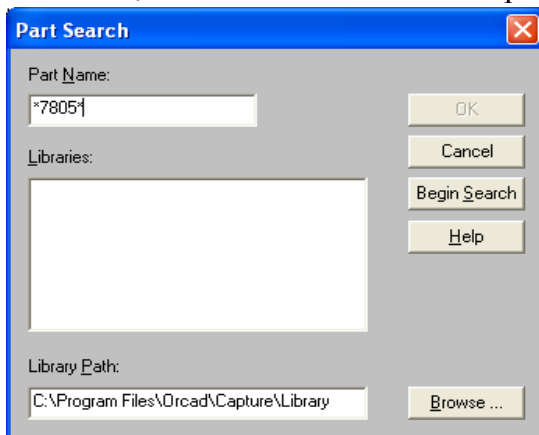 Part Search
Part Name:
*7805*
OK
Libraries:
Cancel
Begin Search
Help
Library Path:
C:\Program Files\Orcad\Capture\Library
Browse ...